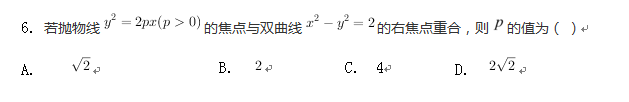 6. 若抛物线 y² = 2px(p > 0) 的焦点与双曲线 x² − y² = 2 的右焦点重合，则 p 的值为（ ）↵
A. √2 ↵ B. 2 ↵ C. 4 ↵ D. 2√2 ↵